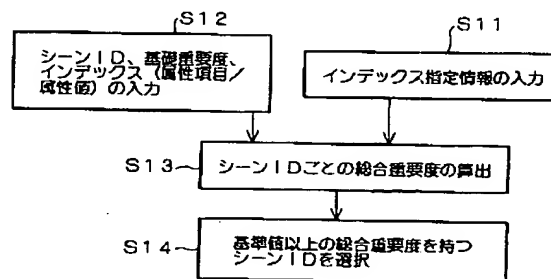 S12
シーンID、基礎重要度、
インデックス(属性項目/
属性値)の入力
S11
インデックス指定情報の入力
S13
シーンIDごとの総合重要度の算出
S14
基準値以上の総合重要度を持つ
シーンIDを選択